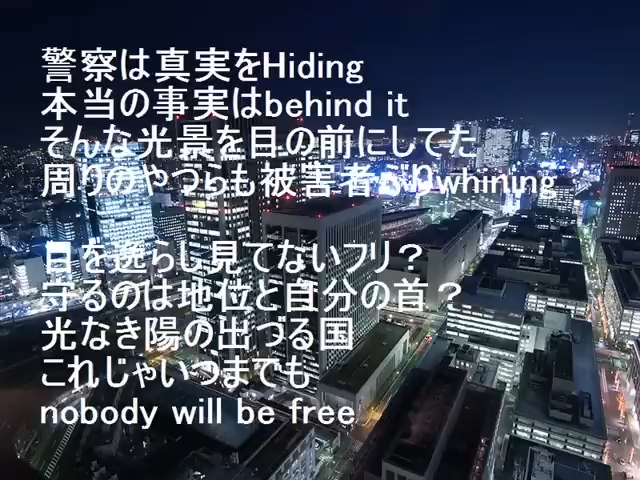 警察は真実をHiding
本当の事実はbehind it
そんな光景を目の前にしてた
周りのやつらも被害者ぶりwhining
目を逸らし見てないフリ？
守るのは地位と自分の首？
光なき陽の出づる国
これじゃいつまでも
nobody will be free